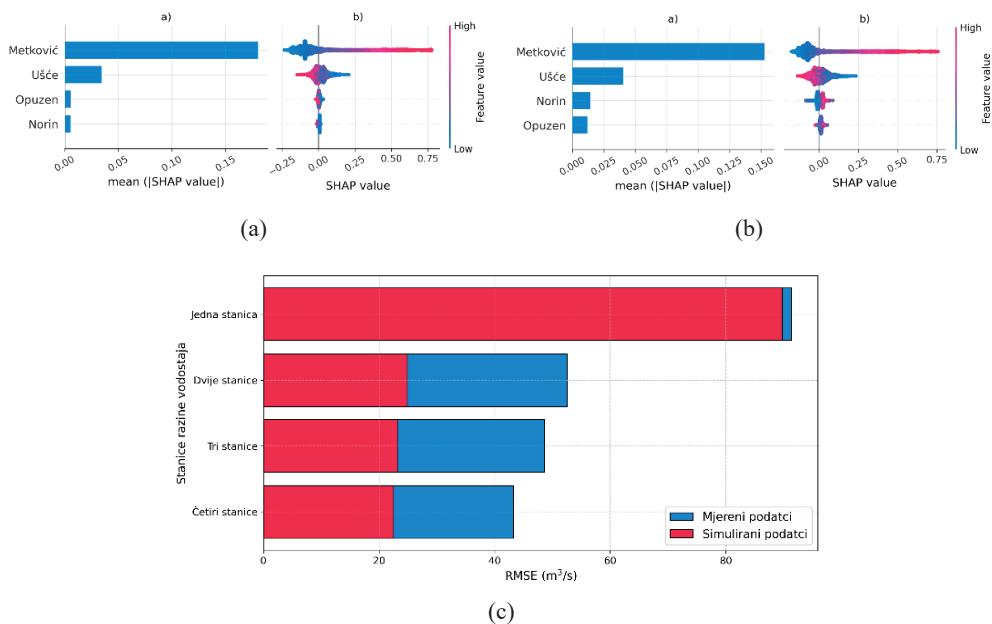 a)
b)
Metković
Ušće
Opuzen
Norin
0.00
0.05
0.10
0.15
mean (|SHAP value|)
−0.25
0.00
0.25
0.50
0.75
SHAP value
High
Feature value
Low
(a)
a)
b)
Metković
Ušće
Norin
Opuzen
0.000
0.025
0.050
0.075
0.100
0.125
0.150
mean (|SHAP value|)
0.00
0.25
0.50
0.75
SHAP value
High
Feature value
Low
(b)
Stanice razine vodostaja
Jedna stanica
Dvije stanice
Tri stanice
Četiri stanice
Mjereni podatci
Simulirani podatci
0
20
40
60
80
RMSE (m³/s)
(c)